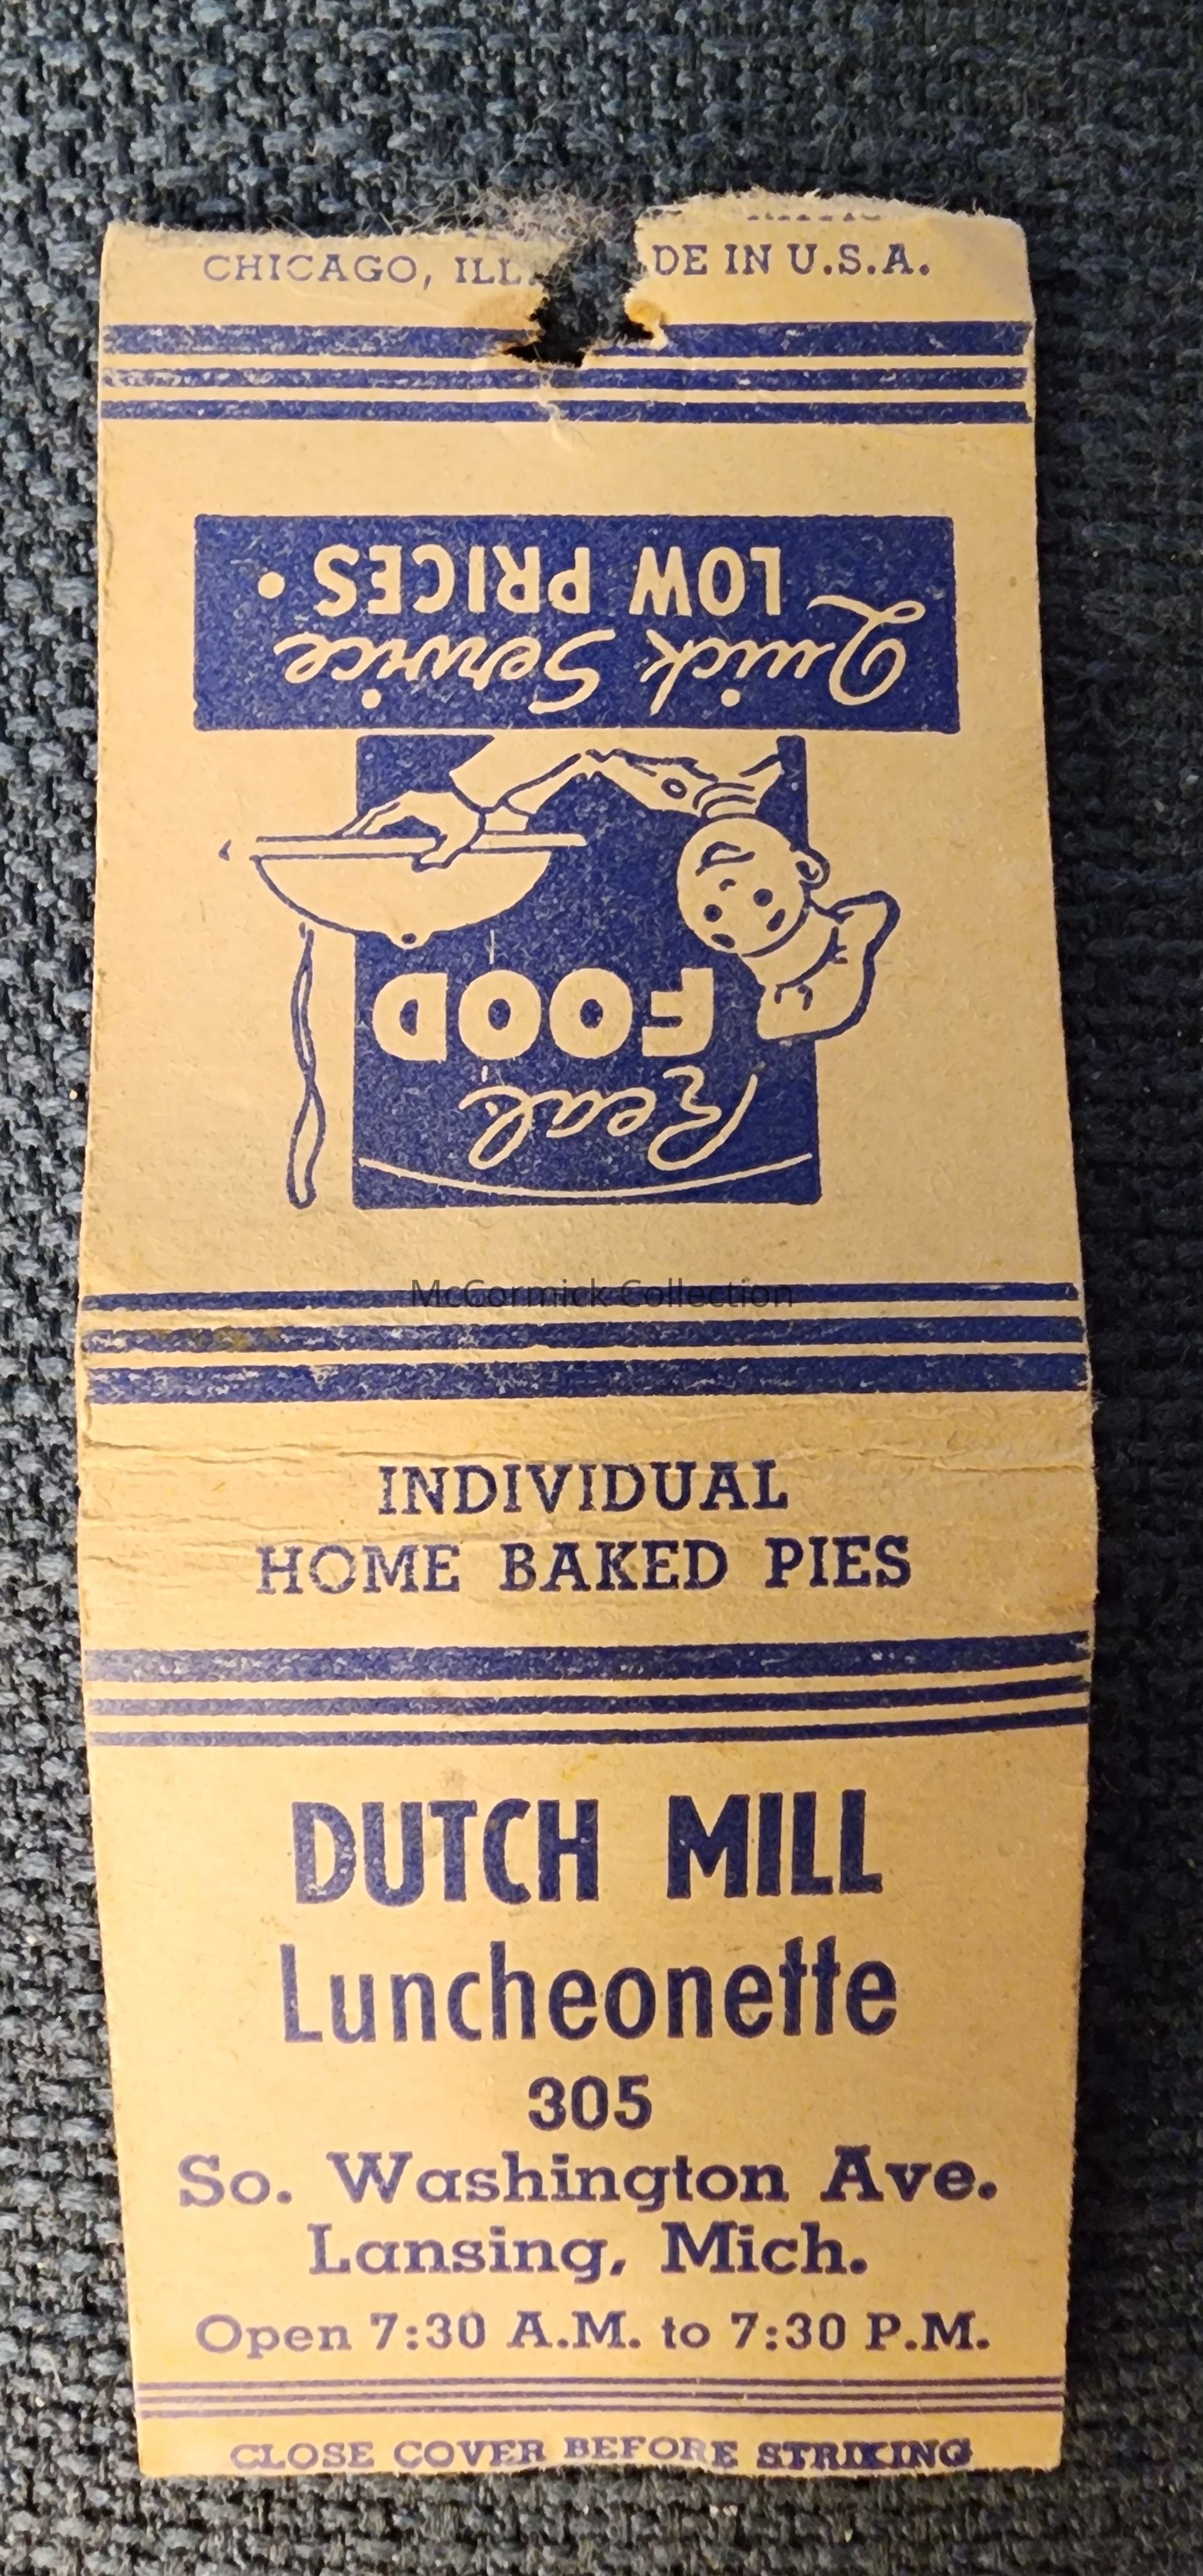 CHICAGO, ILL. DE IN U.S.A.
Real
FOOD
Quick Service
LOW PRICES •
McCormick Collection
INDIVIDUAL
HOME BAKED PIES
DUTCH MILL
Luncheonette
305
So. Washington Ave.
Lansing, Mich.
Open 7:30 A.M. to 7:30 P.M.
CLOSE COVER BEFORE STRIKING